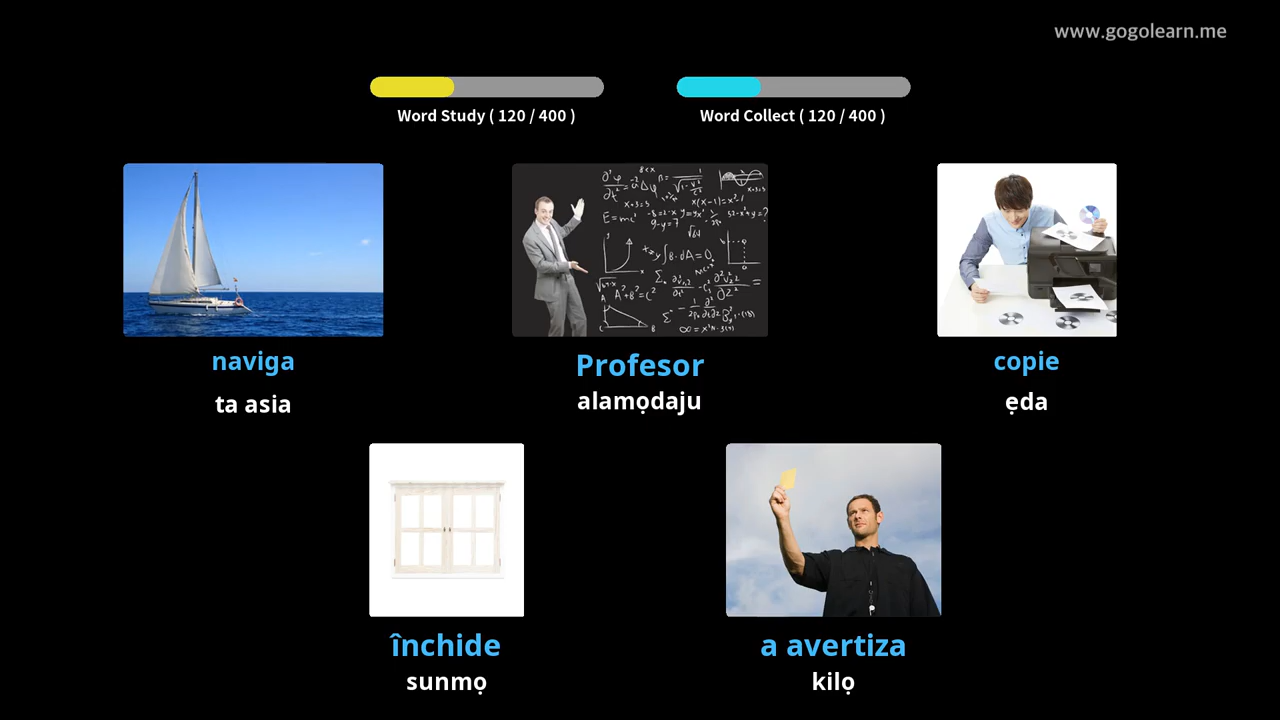 www.gogolearn.me
Word Study ( 120 / 400 )
Word Collect ( 120 / 400 )
naviga
ta asia
Profesor
alamọdaju
copie
ẹda
închide
sunmọ
a avertiza
kilọ